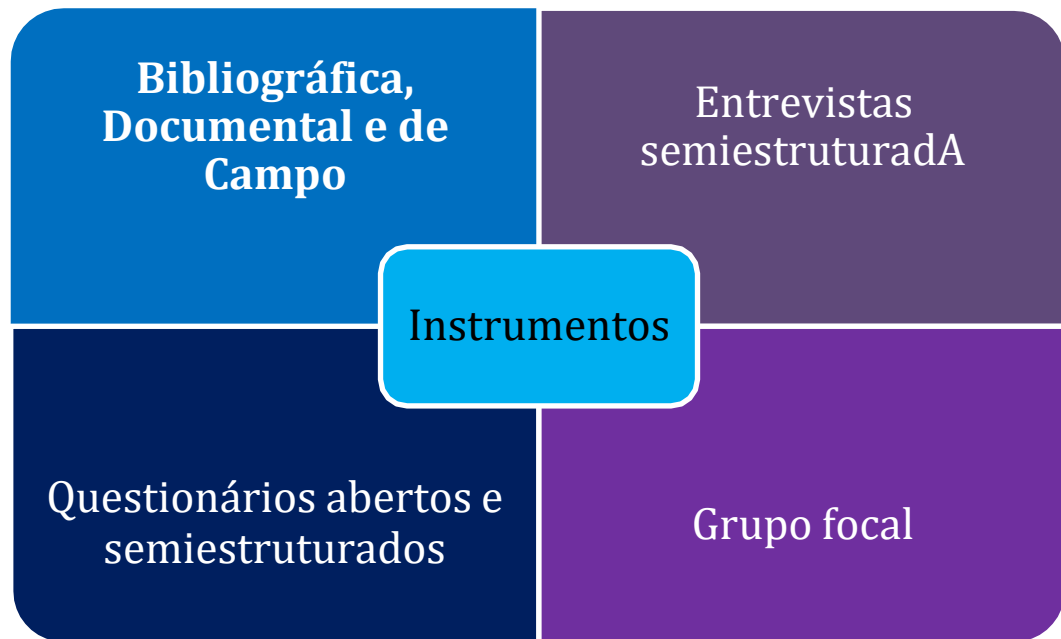 Bibliográfica,
Documental e de
Campo
Entrevistas
semiestruturadA
Instrumentos
Questionários abertos e
semiestruturados
Grupo focal